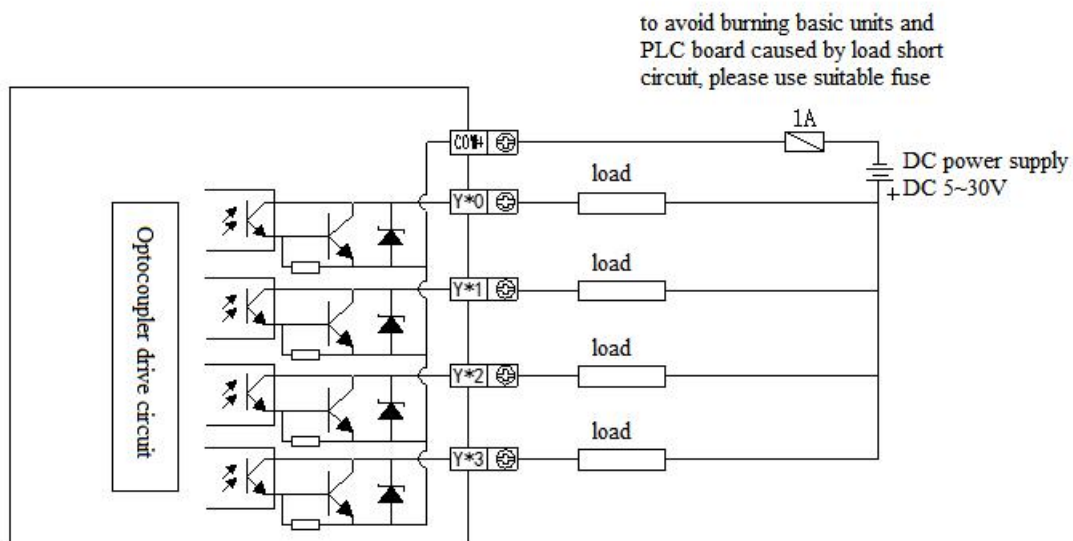 to avoid burning basic units and
PLC board caused by load short
circuit, please use suitable fuse
1A
COM+
DC power supply
DC 5~30V
+
load
Y*0
load
Y*1
load
Y*2
load
Y*3
Optocoupler drive circuit